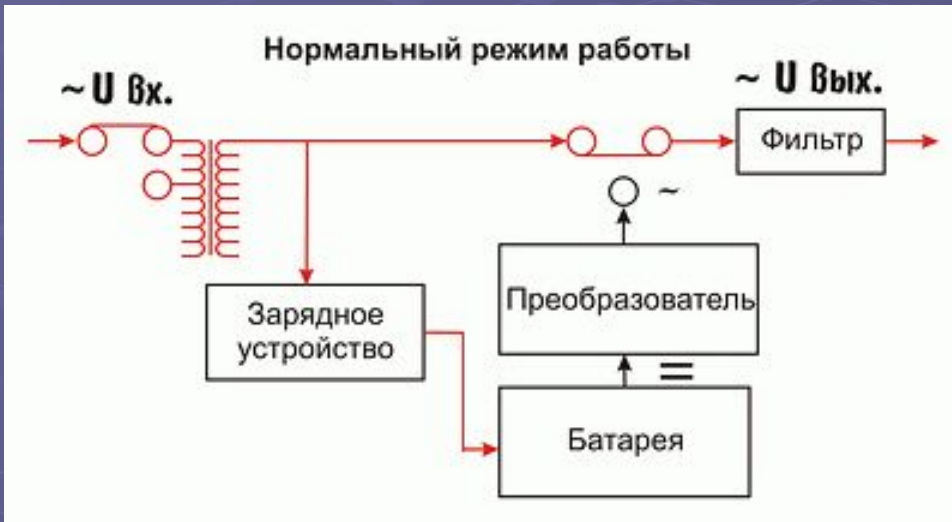 Нормальный режим работы
~ U Вх.
~ U Вых.
Фильтр
~
Преобразователь
Зарядное
устройство
=
Батарея